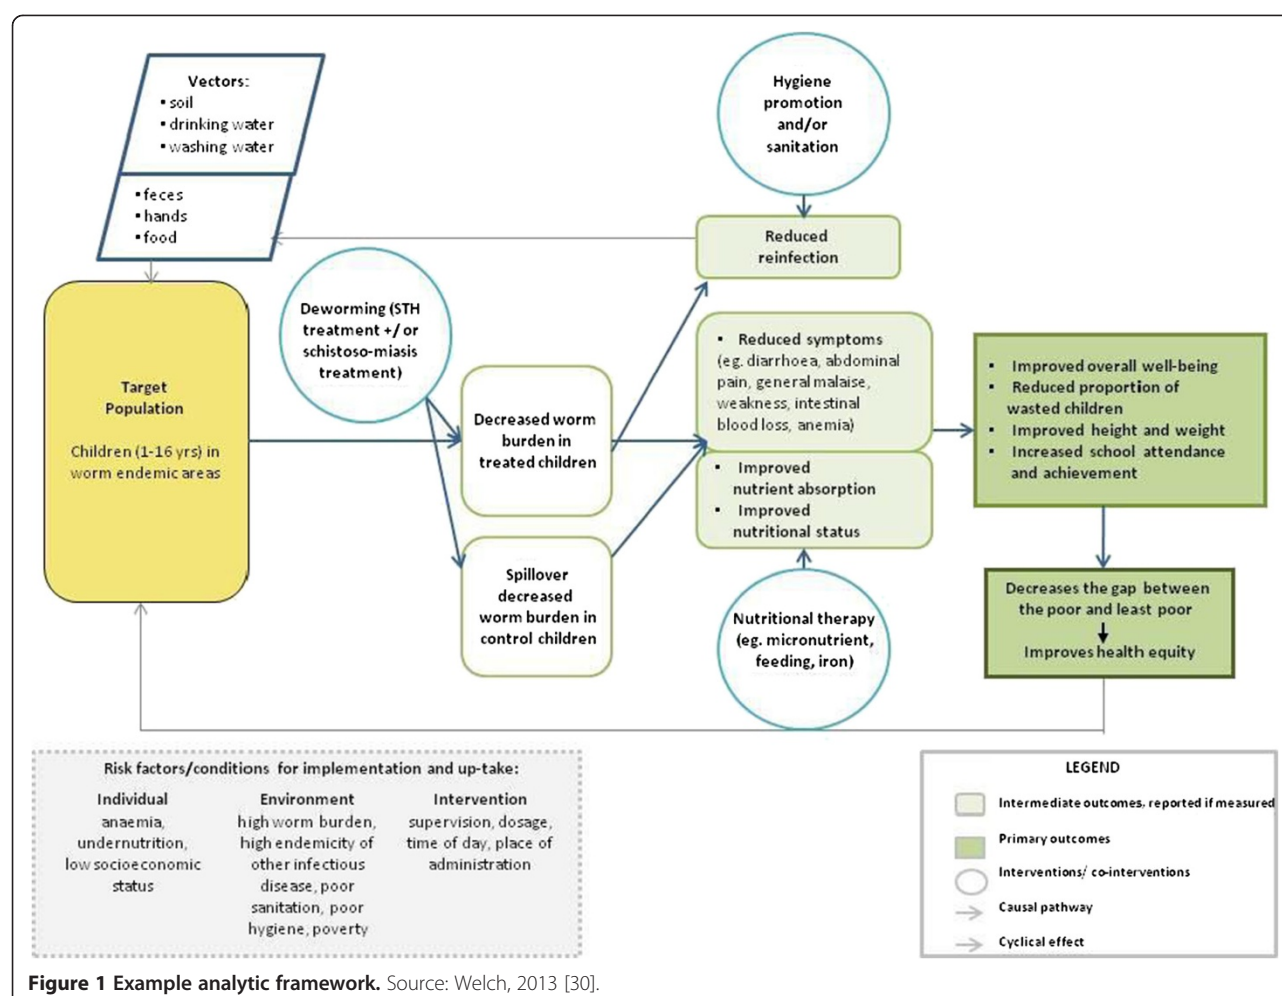 Vectors:
▪ soil
▪ drinking water
▪ washing water
▪ feces
▪ hands
▪ food
Hygiene
promotion
and/or
sanitation
Reduced
reinfection
Deworming (STH
treatment +/ or
schistoso-miasis
treatment)
Target
Population
Children (1-16 yrs) in
worm endemic areas
Decreased worm
burden in
treated children
Spillover
decreased
worm burden in
control children
▪ Reduced symptoms
(eg. diarrhoea, abdominal
pain, general malaise,
weakness, intestinal
blood loss, anemia)
▪ Improved
nutrient absorption
▪ Improved
nutritional status
Nutritional therapy
(eg. micronutrient,
feeding, iron)
▪ Improved overall well-being
▪ Reduced proportion of
wasted children
▪ Improved height and weight
▪ Increased school attendance
and achievement
Decreases the gap between
the poor and least poor
Improves health equity
Risk factors/conditions for implementation and up-take:
Individual
anaemia,
undernutrition,
low socioeconomic
status
Environment
high worm burden,
high endemicity of
other infectious
disease, poor
sanitation, poor
hygiene, poverty
Intervention
supervision, dosage,
time of day, place of
administration
LEGEND
Intermediate outcomes, reported if measured
Primary outcomes
Interventions/ co-interventions
Causal pathway
Cyclical effect
Figure 1 Example analytic framework. Source: Welch, 2013 [30].